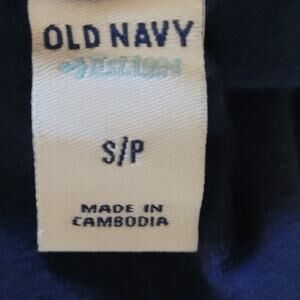 OLD NAVY
Est. 1994
S/P
MADE IN
CAMBODIA